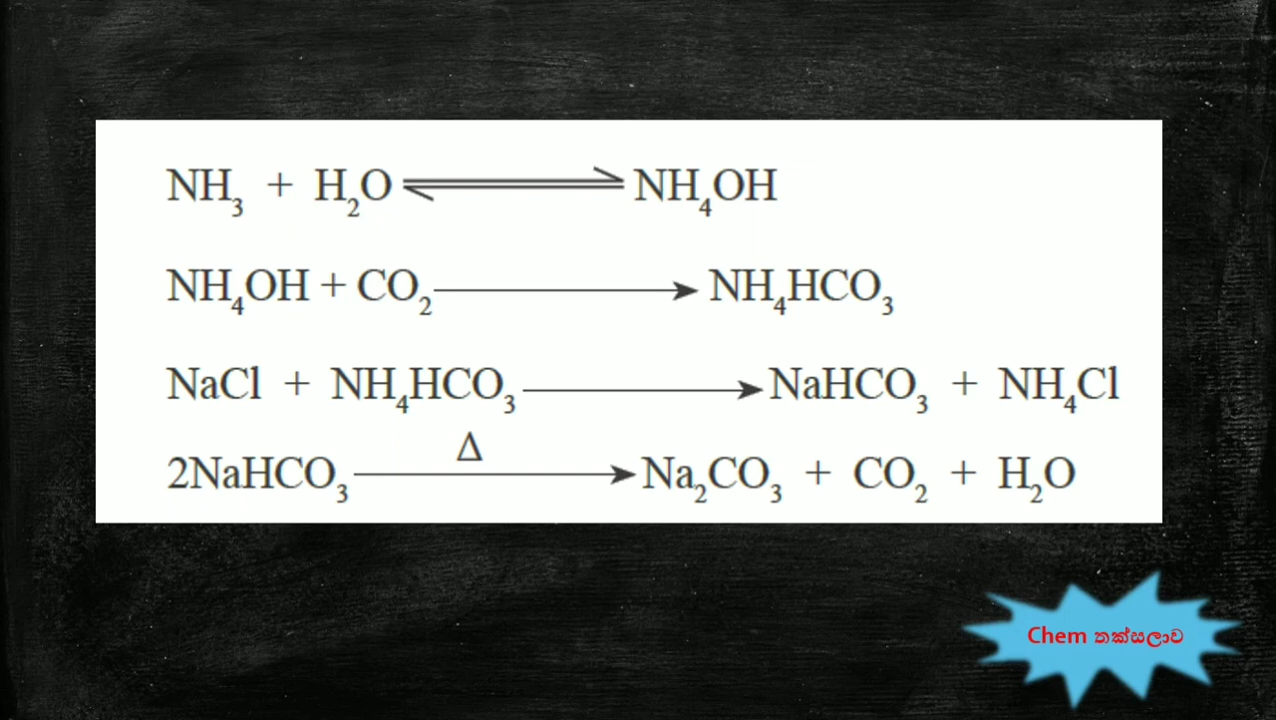 NH₃ + H₂O ⇌ NH₄OH
NH₄OH + CO₂ ⟶ NH₄HCO₃
NaCl + NH₄HCO₃ ⟶ NaHCO₃ + NH₄Cl
Δ
2NaHCO₃ ⟶ Na₂CO₃ + CO₂ + H₂O
Chem තක්සලාව